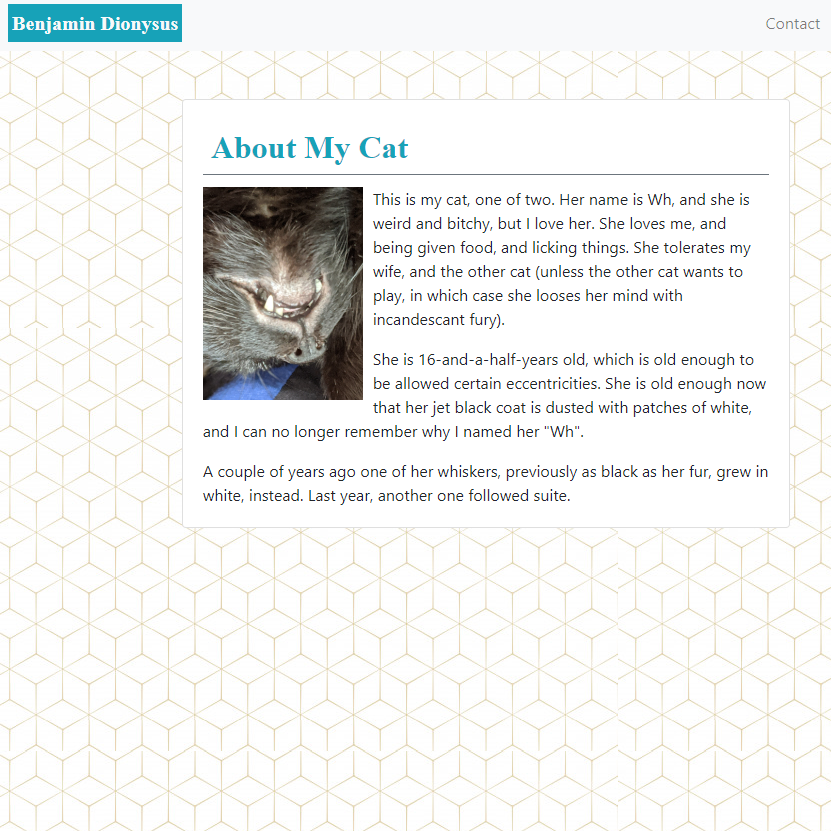 Benjamin Dionysus
Contact
About My Cat
This is my cat, one of two. Her name is Wh, and she is
weird and bitchy, but I love her. She loves me, and
being given food, and licking things. She tolerates my
wife, and the other cat (unless the other cat wants to
play, in which case she looses her mind with
incandescant fury).
She is 16-and-a-half-years old, which is old enough to
be allowed certain eccentricities. She is old enough now
that her jet black coat is dusted with patches of white,
and I can no longer remember why I named her "Wh".
A couple of years ago one of her whiskers, previously as black as her fur, grew in
white, instead. Last year, another one followed suite.